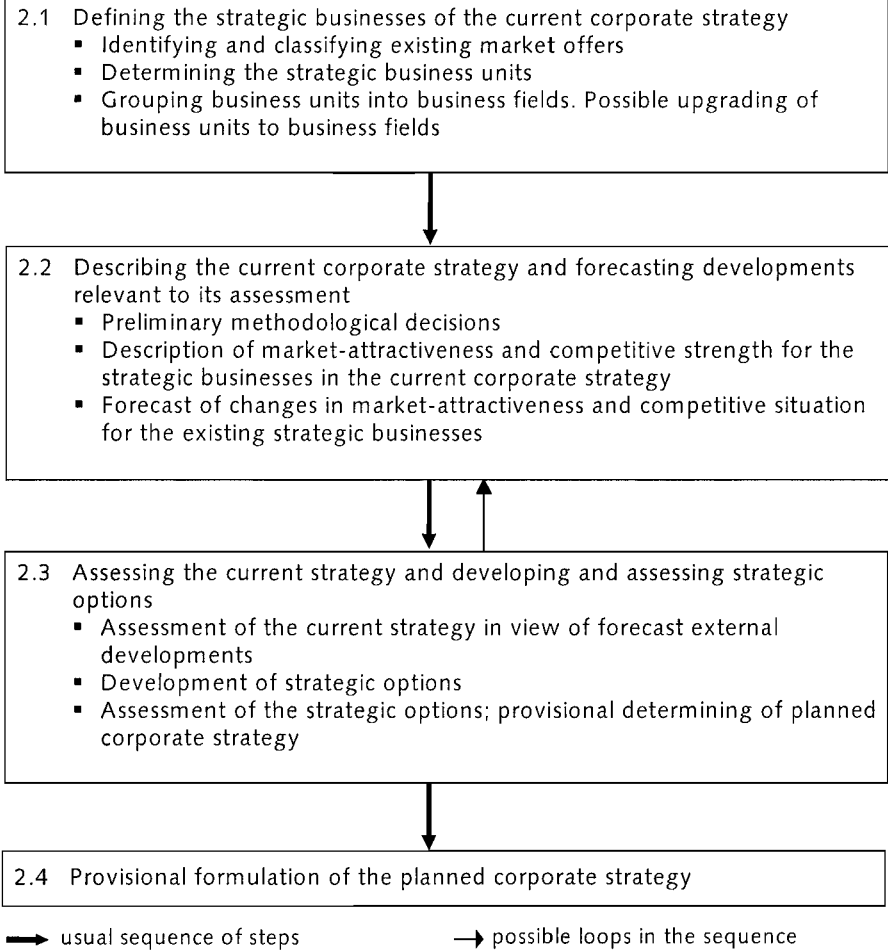 2.1 Defining the strategic businesses of the current corporate strategy
▪ Identifying and classifying existing market offers
▪ Determining the strategic business units
▪ Grouping business units into business fields. Possible upgrading of
business units to business fields
2.2 Describing the current corporate strategy and forecasting developments
relevant to its assessment
▪ Preliminary methodological decisions
▪ Description of market-attractiveness and competitive strength for the
strategic businesses in the current corporate strategy
▪ Forecast of changes in market-attractiveness and competitive situation
for the existing strategic businesses
2.3 Assessing the current strategy and developing and assessing strategic
options
▪ Assessment of the current strategy in view of forecast external
developments
▪ Development of strategic options
▪ Assessment of the strategic options; provisional determining of planned
corporate strategy
2.4 Provisional formulation of the planned corporate strategy
usual sequence of steps
possible loops in the sequence